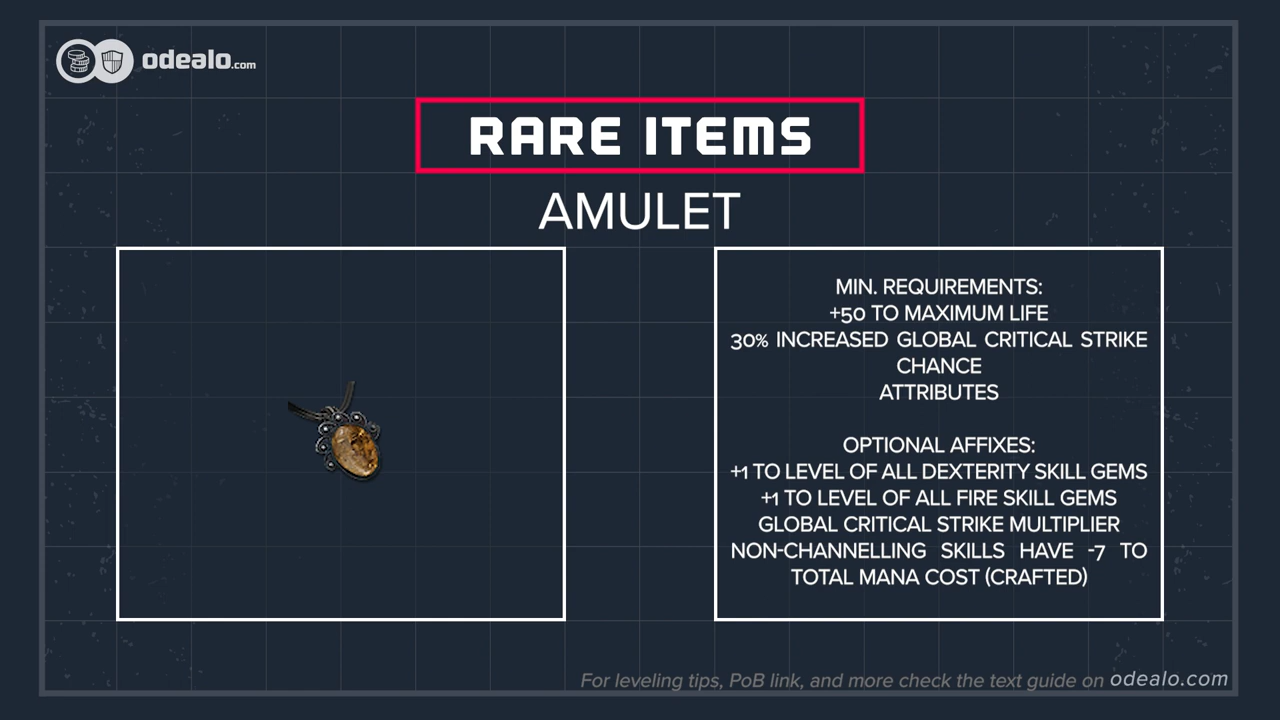 odealo.com
RARE ITEMS
AMULET
MIN. REQUIREMENTS:
+50 TO MAXIMUM LIFE
30% INCREASED GLOBAL CRITICAL STRIKE
CHANCE
ATTRIBUTES
OPTIONAL AFFIXES:
+1 TO LEVEL OF ALL DEXTERITY SKILL GEMS
+1 TO LEVEL OF ALL FIRE SKILL GEMS
GLOBAL CRITICAL STRIKE MULTIPLIER
NON-CHANNELLING SKILLS HAVE -7 TO
TOTAL MANA COST (CRAFTED)
For leveling tips, PoB link, and more check the text guide on odealo.com